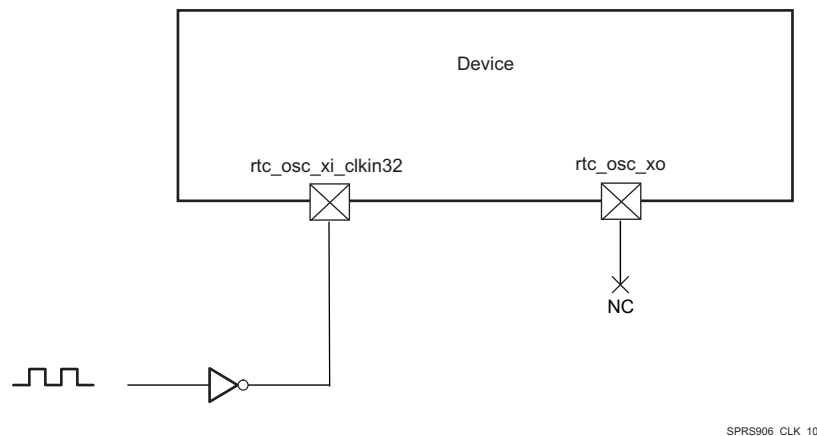 Device
rtc_osc_xi_clkin32
rtc_osc_xo
NC
SPRS906_CLK_10